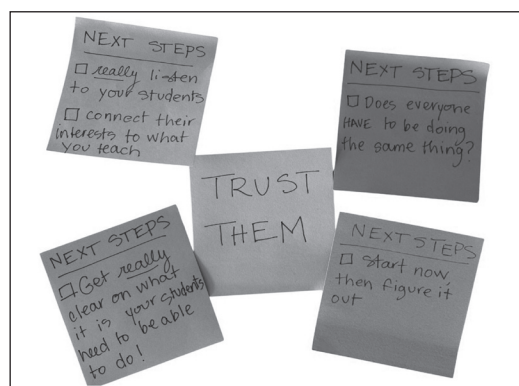 NEXT STEPS
☐ really listen
to your students
☐ connect their
interests to what
you teach
NEXT STEPS
☐ Does everyone
HAVE to be doing
the same thing?
TRUST
THEM
NEXT STEPS
☐ Get really
clear on what
it is your students
need to be able
to do!
NEXT STEPS
☐ Start now,
then figure it
out